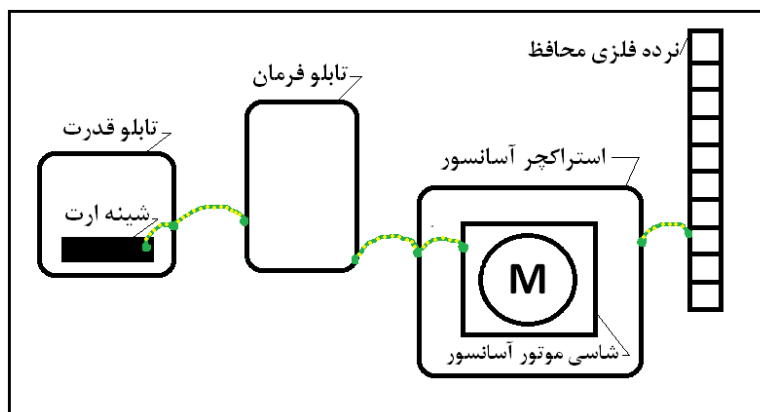 نرده فلزی محافظ
تابلو فرمان
تابلو قدرت
استراکچر آسانسور
شینه ارت
M
شاسی موتور آسانسور